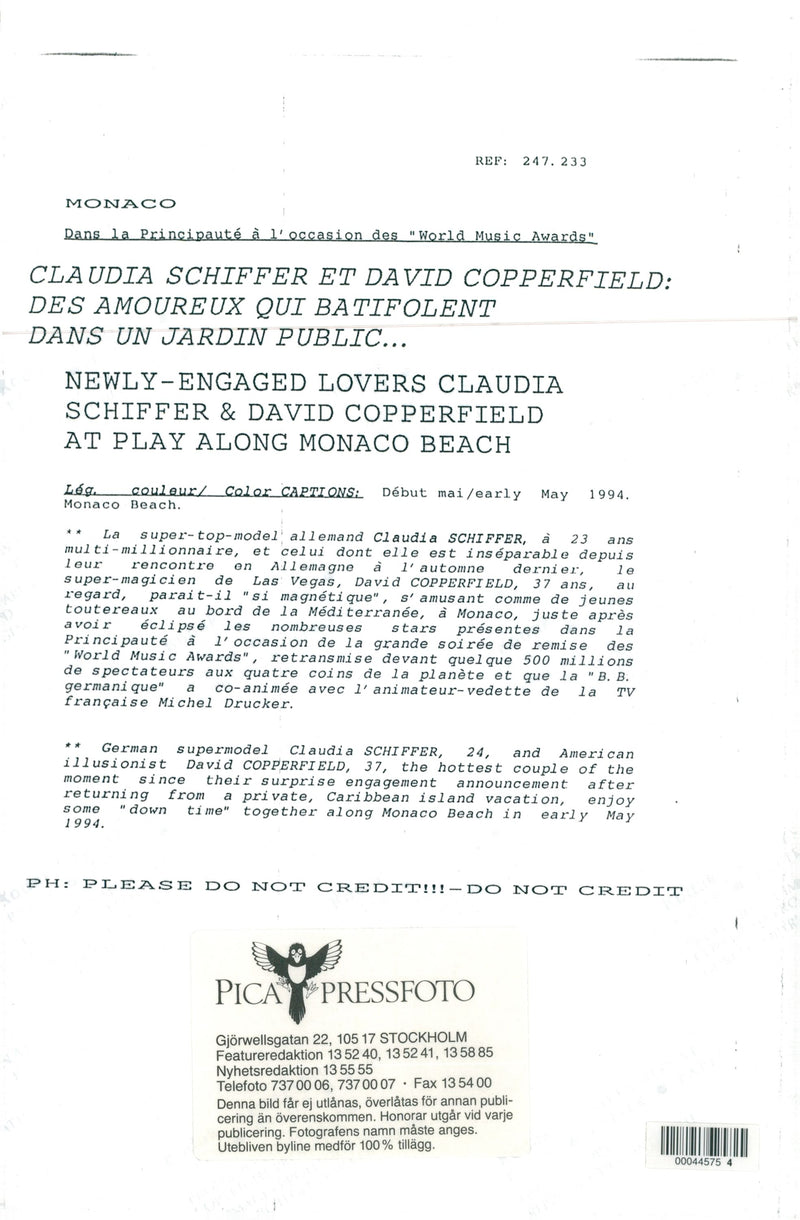 REF: 247.233
MONACO
Dans la Principauté à l'occasion des "World Music Awards"
CLAUDIA SCHIFFER ET DAVID COPPERFIELD:
DES AMOUREUX QUI BATIFOLENT
DANS UN JARDIN PUBLIC...
NEWLY-ENGAGED LOVERS CLAUDIA
SCHIFFER & DAVID COPPERFIELD
AT PLAY ALONG MONACO BEACH
Lég. couleur/ Color CAPTIONS: Début mai/early May 1994.
Monaco Beach.
** La super-top-model allemand Claudia SCHIFFER, à 23 ans
multi-millionnaire, et celui dont elle est inséparable depuis
leur rencontre en Allemagne à l'automne dernier, le
super-magicien de Las Vegas, David COPPERFIELD, 37 ans, au
regard, parait-il "si magnétique", s'amusant comme de jeunes
toutereaux au bord de la Méditerranée, à Monaco, juste après
avoir éclipsé les nombreuses stars présentes dans la
Principauté à l'occasion de la grande soirée de remise des
"World Music Awards", retransmise devant quelque 500 millions
de spectateurs aux quatre coins de la planète et que la "B.B.
germanique" a co-animée avec l'animateur-vedette de la TV
française Michel Drucker.
** German supermodel Claudia SCHIFFER, 24, and American
illusionist David COPPERFIELD, 37, the hottest couple of the
moment since their surprise engagement announcement after
returning from a private, Caribbean island vacation, enjoy
some "down time" together along Monaco Beach in early May
1994.
PH: PLEASE DO NOT CREDIT!!!-DO NOT CREDIT
PICA PRESSFOTO
Gjörwellsgatan 22, 105 17 STOCKHOLM
Featureredaktion 13 52 40, 13 52 41, 13 58 85
Nyhetsredaktion 13 55 55
Telefoto 737 00 06, 737 00 07 · Fax 13 54 00
Denna bild får ej utlånas, överlåtas för annan publi-
cering än överenskommen. Honorar utgår vid varje
publicering. Fotografens namn måste anges.
Utebliven byline medför 100% tillägg.
00044575 4